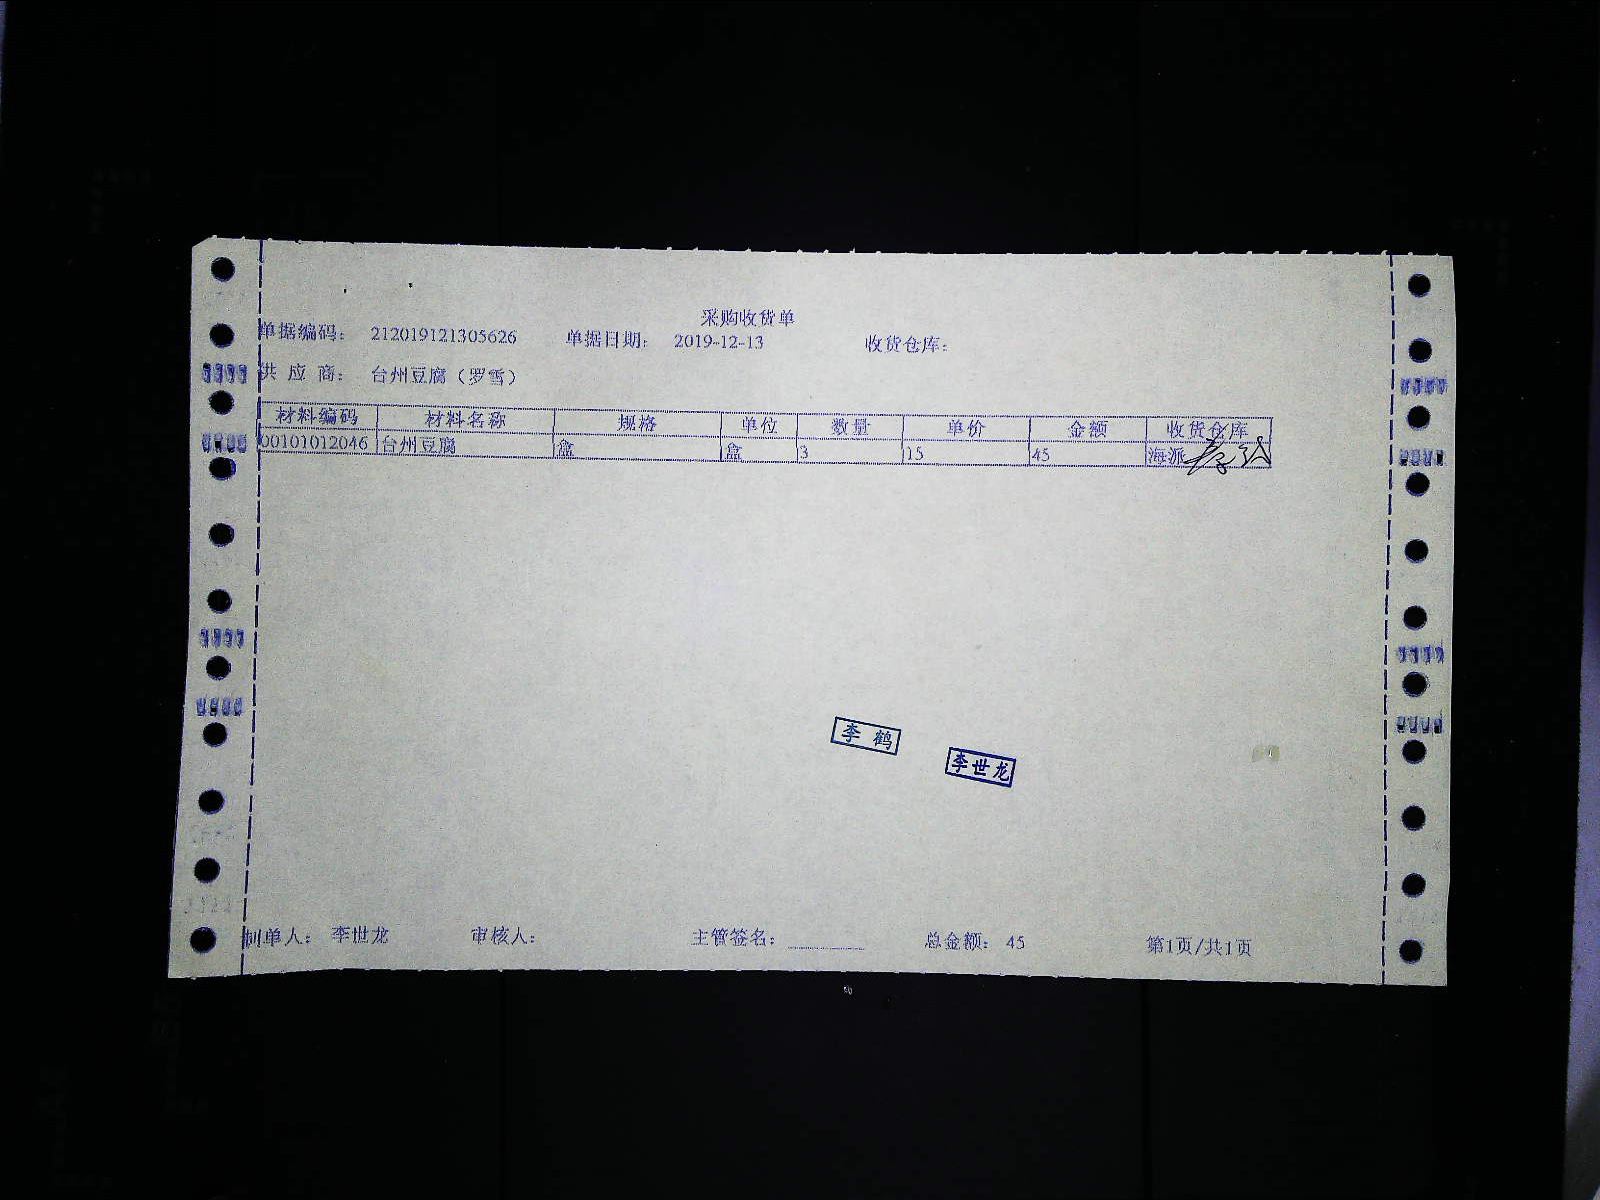 采购收货单
单据编码: 212019121305626 单据日期: 2019-12-13 收货仓库:
供应商: 台州豆腐（罗雪）
材料编码 材料名称 规格 单位 数量 单价 金额 收货仓库
00101012046 台州豆腐 盒 盒 3 15 45 海派
李鹤
李世龙
制单人: 李世龙 审核人: 主管签名: 总金额: 45 第1页/共1页